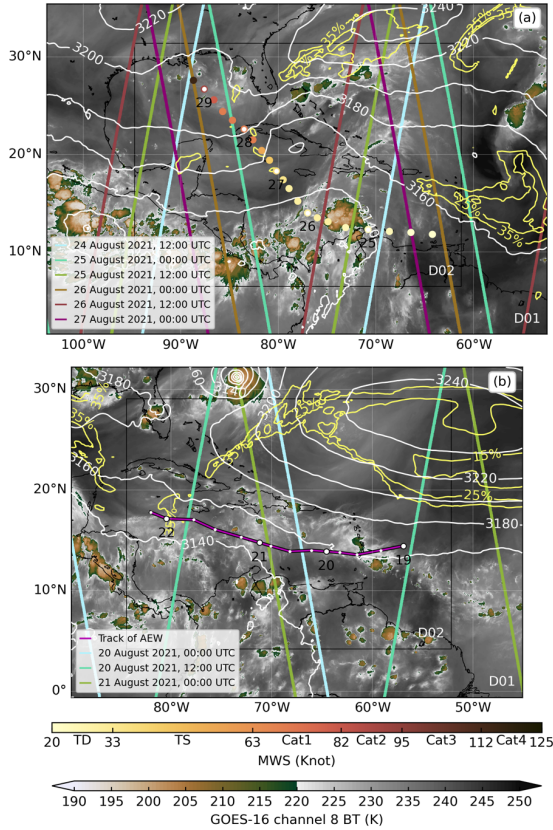 (a)
3220
3240
25%
35%
3220
3200
3180
3160
35%
30°N
20°N
10°N
29
28
27
26
25
24 August 2021, 12:00 UTC
25 August 2021, 00:00 UTC
25 August 2021, 12:00 UTC
26 August 2021, 00:00 UTC
26 August 2021, 12:00 UTC
27 August 2021, 00:00 UTC
D02
D01
100°W
90°W
80°W
70°W
60°W
(b)
3180
3140
3200
3240
35%
25%
15%
3220
25%
3160
3180
3140
30°N
20°N
10°N
0°
22
21
20
19
Track of AEW
20 August 2021, 00:00 UTC
20 August 2021, 12:00 UTC
21 August 2021, 00:00 UTC
D02
D01
80°W
70°W
60°W
50°W
20 TD 33 TS 63 Cat1 82 Cat2 95 Cat3 112 Cat4 125
MWS (Knot)
190 195 200 205 210 215 220 225 230 235 240 245 250
GOES-16 channel 8 BT (K)